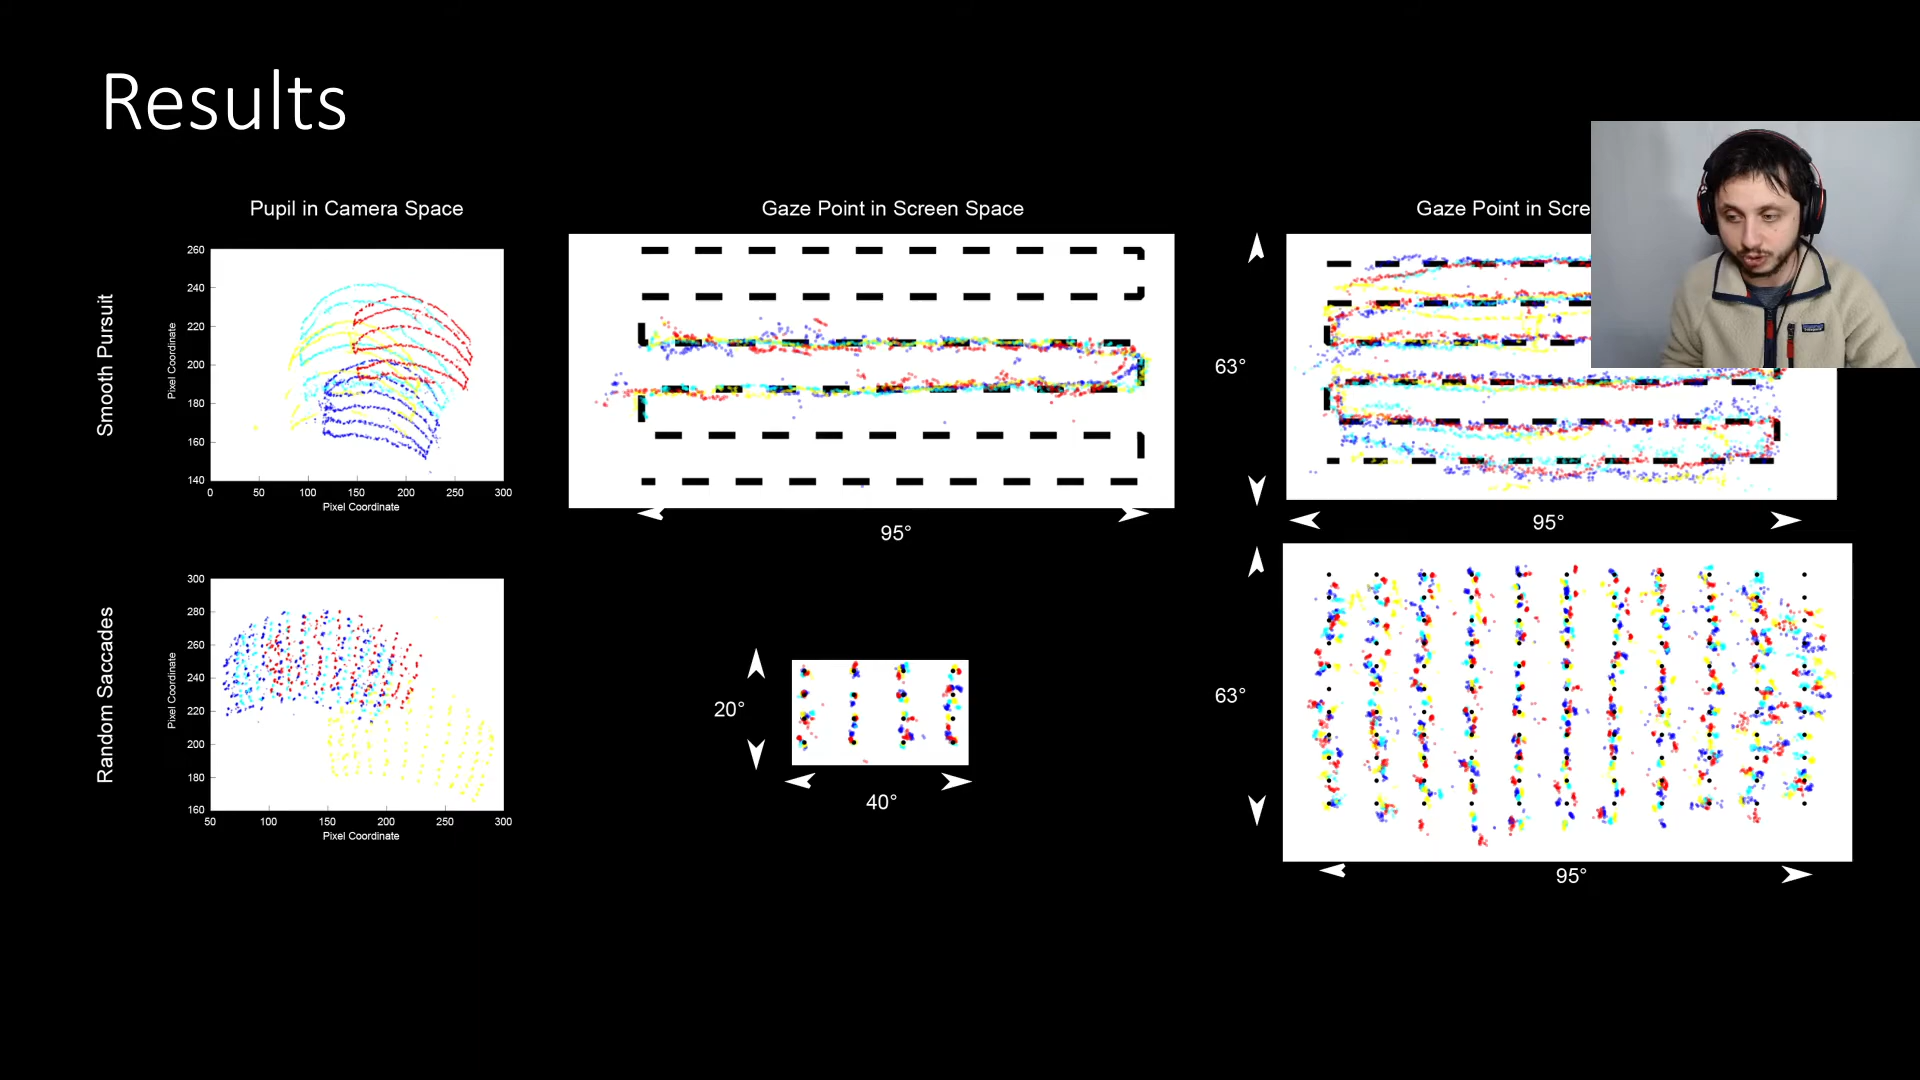 Results
Pupil in Camera Space
Gaze Point in Screen Space
Gaze Point in Scre
Smooth Pursuit
Pixel Coordinate
260
240
220
200
180
160
140
0 50 100 150 200 250 300
Pixel Coordinate
95°
63°
95°
Random Saccades
Pixel Coordinate
300
280
260
240
220
200
180
160
50 100 150 200 250 300
Pixel Coordinate
20°
40°
63°
95°